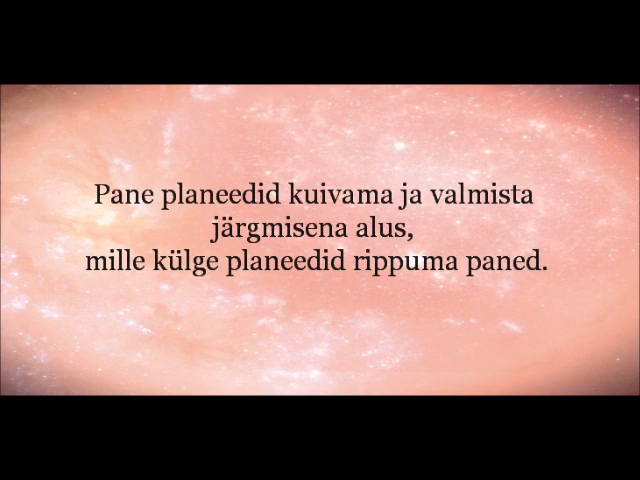 Pane planeedid kuivama ja valmista
järgmisena alus,
mille külge planeedid rippuma paned.